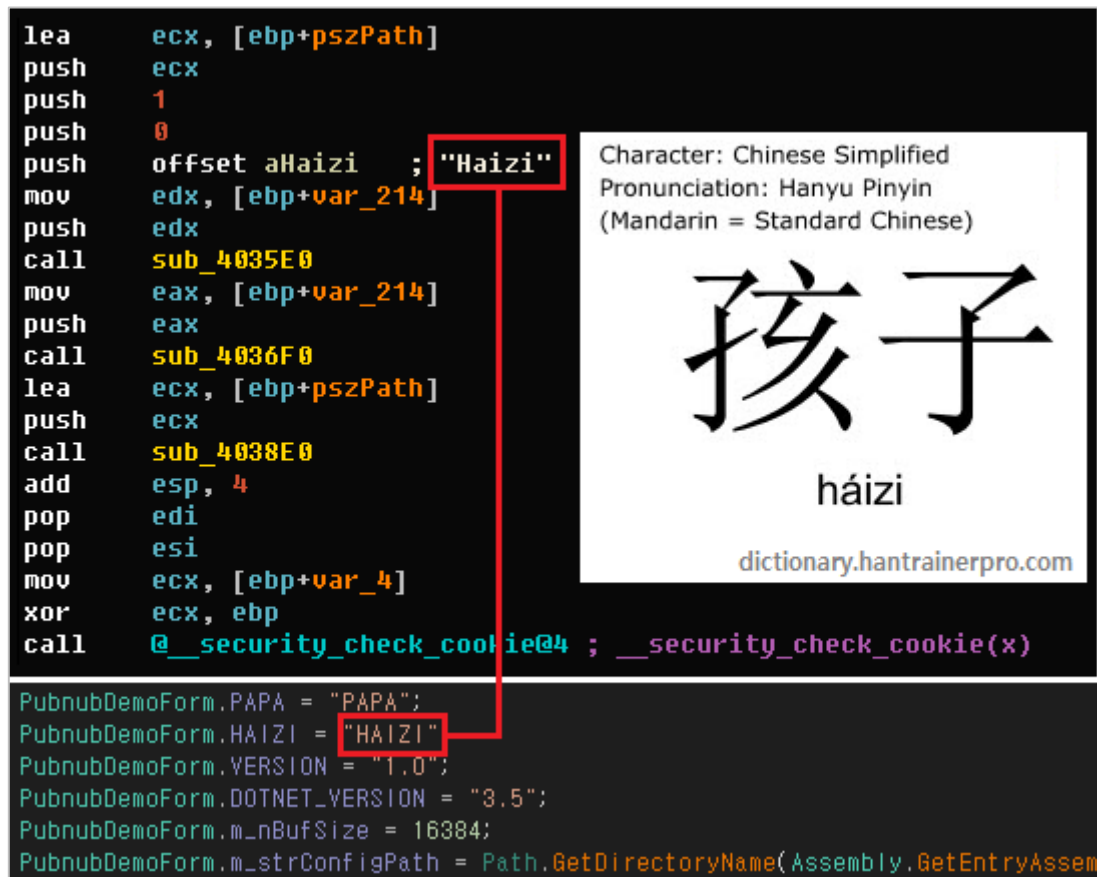 lea ecx, [ebp+pszPath]
push ecx
push 1
push 0
push offset aHaizi ; "Haizi"
mov edx, [ebp+var_214]
push edx
call sub_4035E0
mov eax, [ebp+var_214]
push eax
call sub_4036F0
lea ecx, [ebp+pszPath]
push ecx
call sub_4038E0
add esp, 4
pop edi
pop esi
mov ecx, [ebp+var_4]
xor ecx, ebp
call @__security_check_cookie@4 ; __security_check_cookie(x)
Character: Chinese Simplified
Pronunciation: Hanyu Pinyin
(Mandarin = Standard Chinese)
孩子
háizi
dictionary.hantrainerpro.com
PubnubDemoForm.PAPA = "PAPA";
PubnubDemoForm.HAIZI = "HAIZI"
PubnubDemoForm.VERSION = "1.0";
PubnubDemoForm.DOTNET_VERSION = "3.5";
PubnubDemoForm.m_nBufSize = 16384;
PubnubDemoForm.m_strConfigPath = Path.GetDirectoryName(Assembly.GetEntryAssem